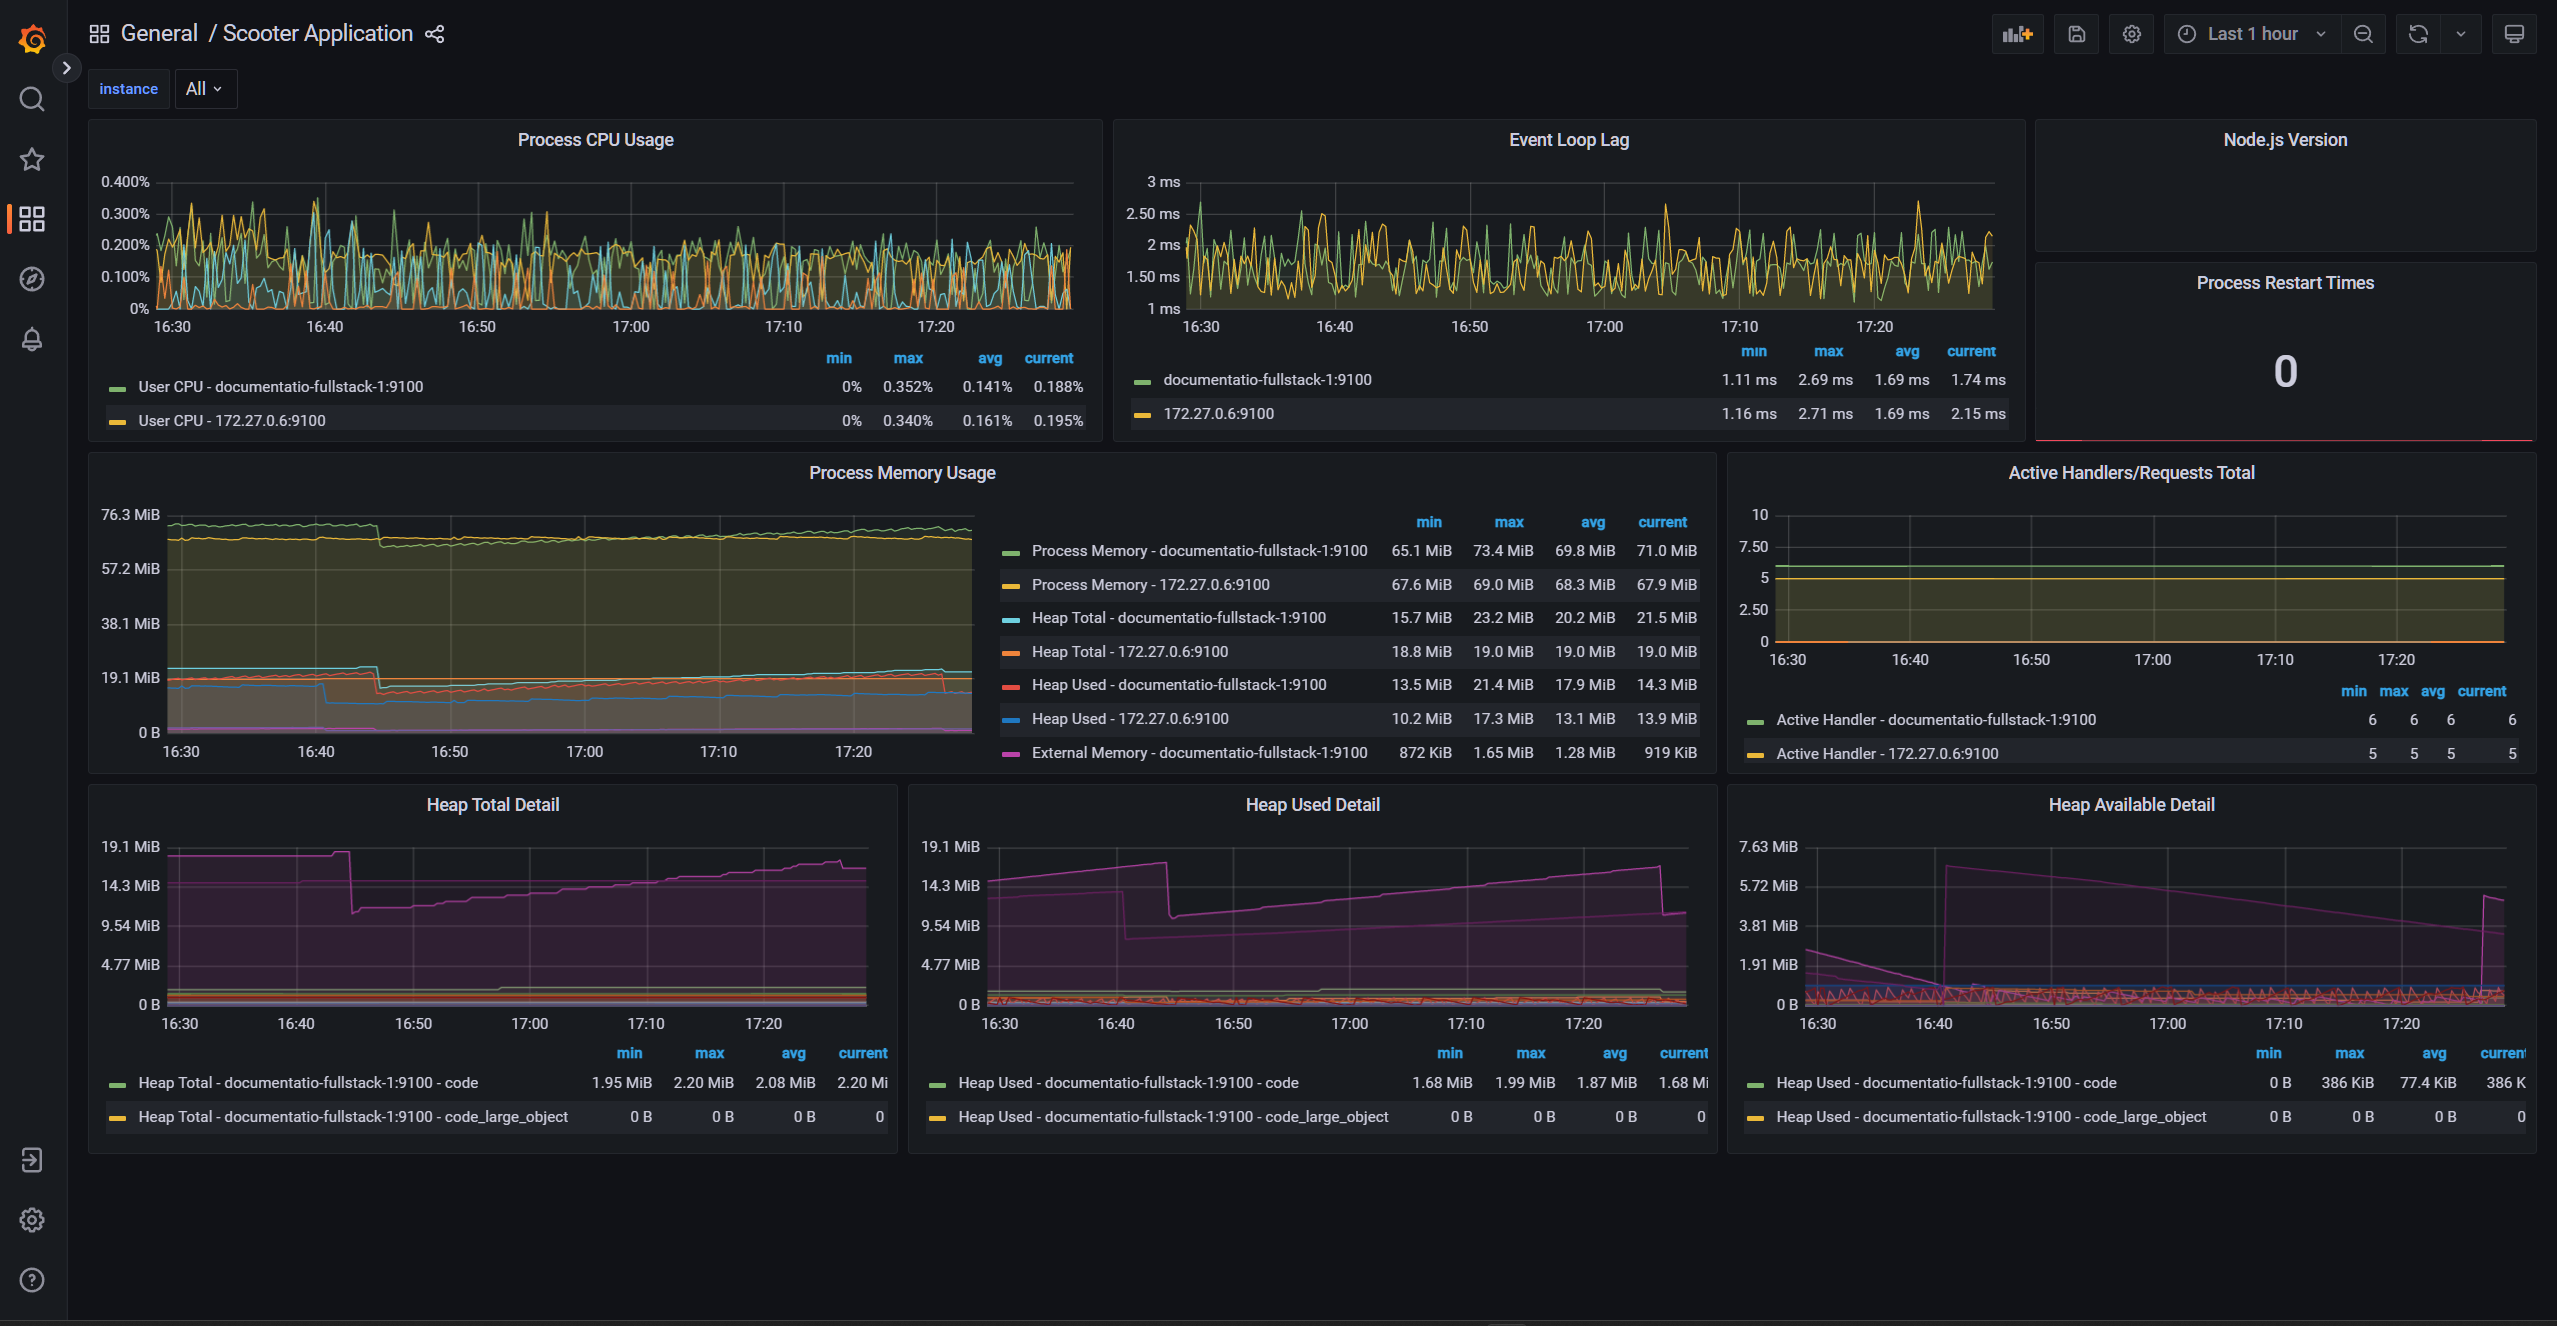 General / Scooter Application
Last 1 hour
instance All
Process CPU Usage
0.400%
0.300%
0.200%
0.100%
0%
16:30 16:40 16:50 17:00 17:10 17:20
min max avg current
User CPU - documentatio-fullstack-1:9100 0% 0.352% 0.141% 0.188%
User CPU - 172.27.0.6:9100 0% 0.340% 0.161% 0.195%
Event Loop Lag
3 ms
2.50 ms
2 ms
1.50 ms
1 ms
16:30 16:40 16:50 17:00 17:10 17:20
min max avg current
documentatio-fullstack-1:9100 1.11 ms 2.69 ms 1.69 ms 1.74 ms
172.27.0.6:9100 1.16 ms 2.71 ms 1.69 ms 2.15 ms
Node.js Version
Process Restart Times
0
Process Memory Usage
76.3 MiB
57.2 MiB
38.1 MiB
19.1 MiB
0 B
16:30 16:40 16:50 17:00 17:10 17:20
min max avg current
Process Memory - documentatio-fullstack-1:9100 65.1 MiB 73.4 MiB 69.8 MiB 71.0 MiB
Process Memory - 172.27.0.6:9100 67.6 MiB 69.0 MiB 68.3 MiB 67.9 MiB
Heap Total - documentatio-fullstack-1:9100 15.7 MiB 23.2 MiB 20.2 MiB 21.5 MiB
Heap Total - 172.27.0.6:9100 18.8 MiB 19.0 MiB 19.0 MiB 19.0 MiB
Heap Used - documentatio-fullstack-1:9100 13.5 MiB 21.4 MiB 17.9 MiB 14.3 MiB
Heap Used - 172.27.0.6:9100 10.2 MiB 17.3 MiB 13.1 MiB 13.9 MiB
External Memory - documentatio-fullstack-1:9100 872 KiB 1.65 MiB 1.28 MiB 919 KiB
Active Handlers/Requests Total
10
7.50
5
2.50
0
16:30 16:40 16:50 17:00 17:10 17:20
min max avg current
Active Handler - documentatio-fullstack-1:9100 6 6 6 6
Active Handler - 172.27.0.6:9100 5 5 5 5
Heap Total Detail
19.1 MiB
14.3 MiB
9.54 MiB
4.77 MiB
0 B
16:30 16:40 16:50 17:00 17:10 17:20
min max avg current
Heap Total - documentatio-fullstack-1:9100 - code 1.95 MiB 2.20 MiB 2.08 MiB 2.20 Mi
Heap Total - documentatio-fullstack-1:9100 - code_large_object 0 B 0 B 0 B 0
Heap Used Detail
19.1 MiB
14.3 MiB
9.54 MiB
4.77 MiB
0 B
16:30 16:40 16:50 17:00 17:10 17:20
min max avg current
Heap Used - documentatio-fullstack-1:9100 - code 1.68 MiB 1.99 MiB 1.87 MiB 1.68 Mi
Heap Used - documentatio-fullstack-1:9100 - code_large_object 0 B 0 B 0 B 0
Heap Available Detail
7.63 MiB
5.72 MiB
3.81 MiB
1.91 MiB
0 B
16:30 16:40 16:50 17:00 17:10 17:20
min max avg current
Heap Used - documentatio-fullstack-1:9100 - code 0 B 386 KiB 77.4 KiB 386 K
Heap Used - documentatio-fullstack-1:9100 - code_large_object 0 B 0 B 0 B 0